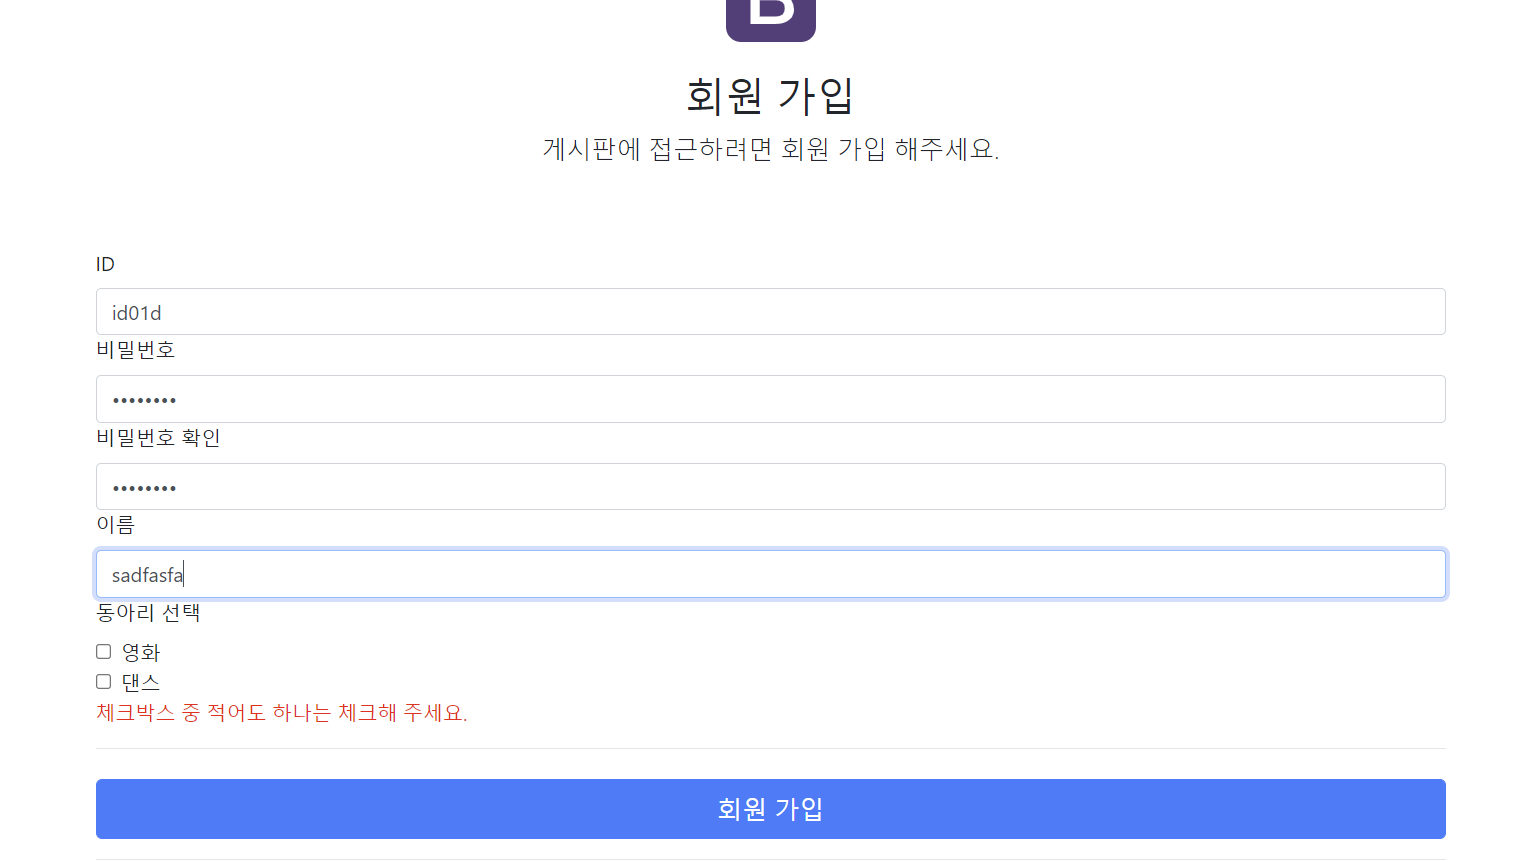 B
회원 가입
게시판에 접근하려면 회원 가입 해주세요.
ID
id01d
비밀번호
••••••••
비밀번호 확인
••••••••
이름
sadfasfa
동아리 선택
영화
댄스
체크박스 중 적어도 하나는 체크해 주세요.
회원 가입